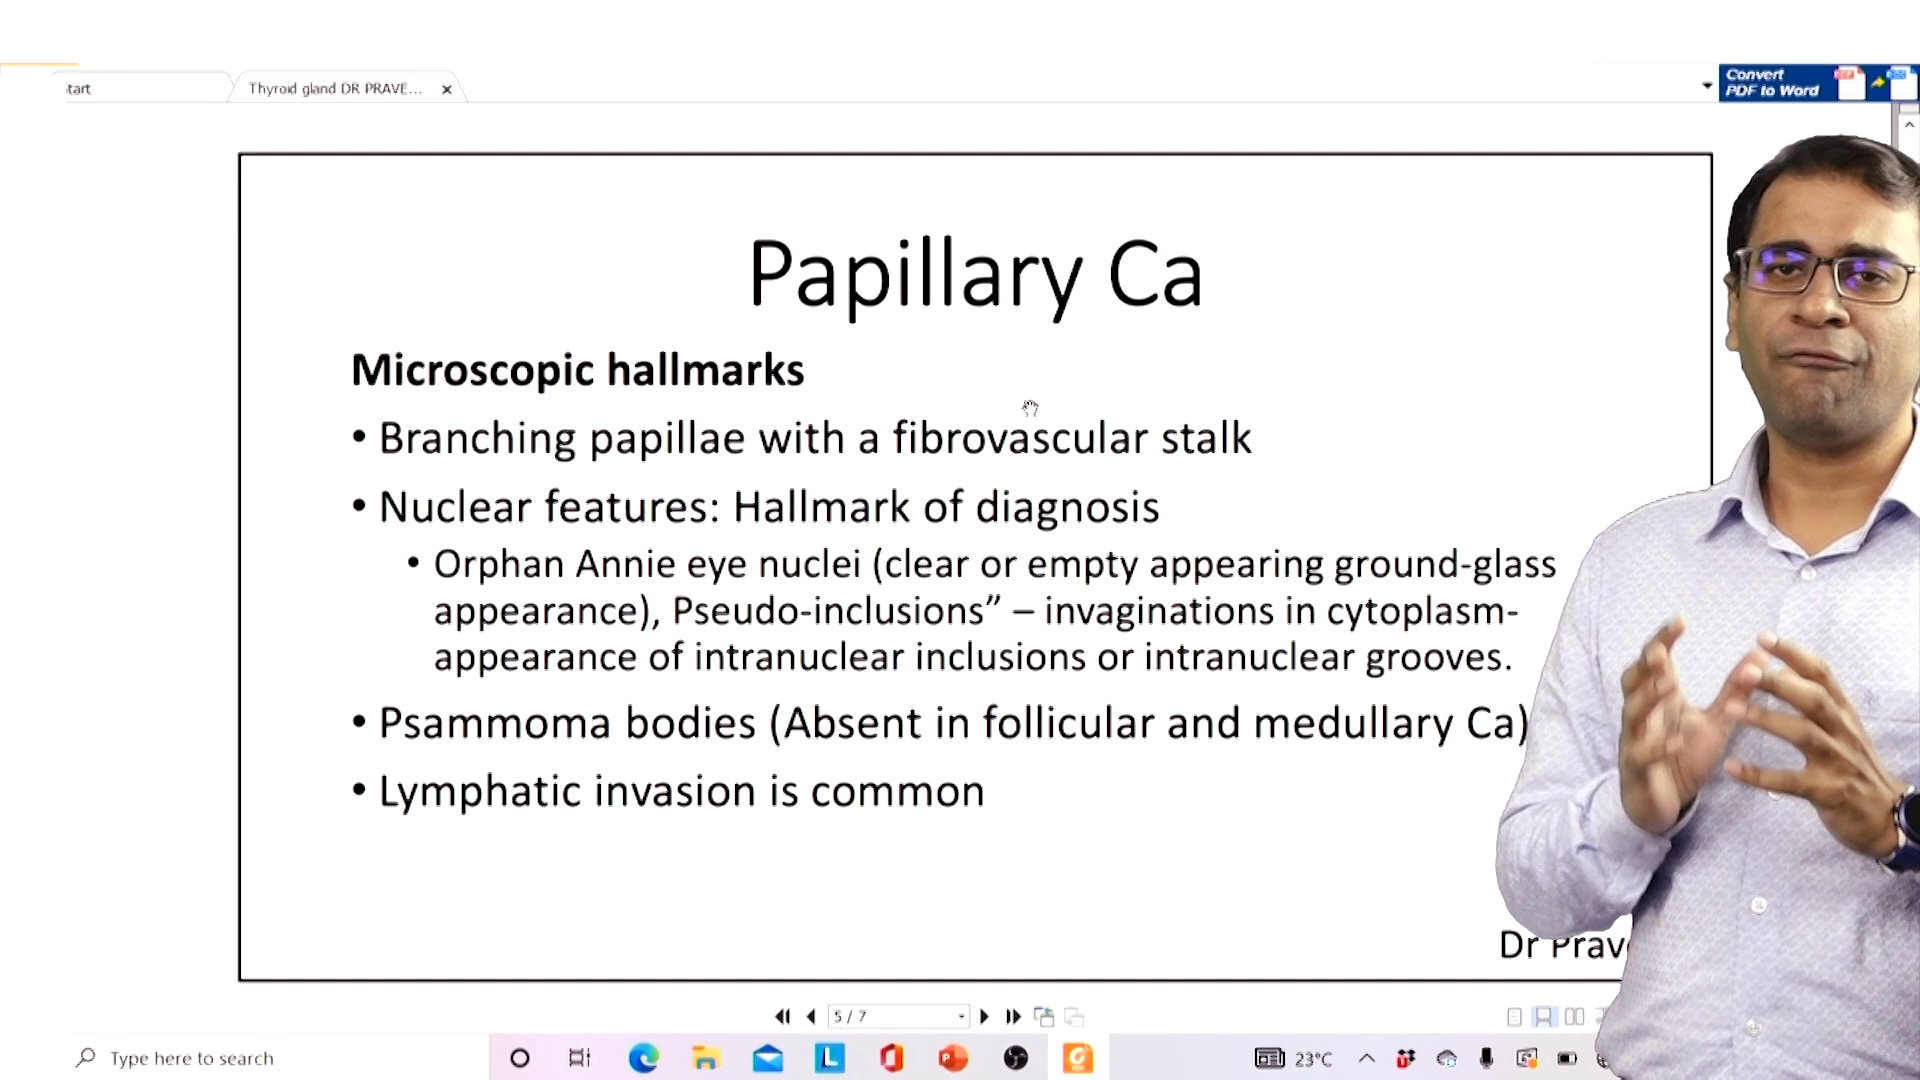 tart
Thyroid gland DR PRAVE...
Convert
PDF to Word
Papillary Ca
Microscopic hallmarks
• Branching papillae with a fibrovascular stalk
• Nuclear features: Hallmark of diagnosis
• Orphan Annie eye nuclei (clear or empty appearing ground-glass
appearance), Pseudo-inclusions” – invaginations in cytoplasm-
appearance of intranuclear inclusions or intranuclear grooves.
• Psammoma bodies (Absent in follicular and medullary Ca)
• Lymphatic invasion is common
Dr Prave
5 / 7
Type here to search
L
23°C